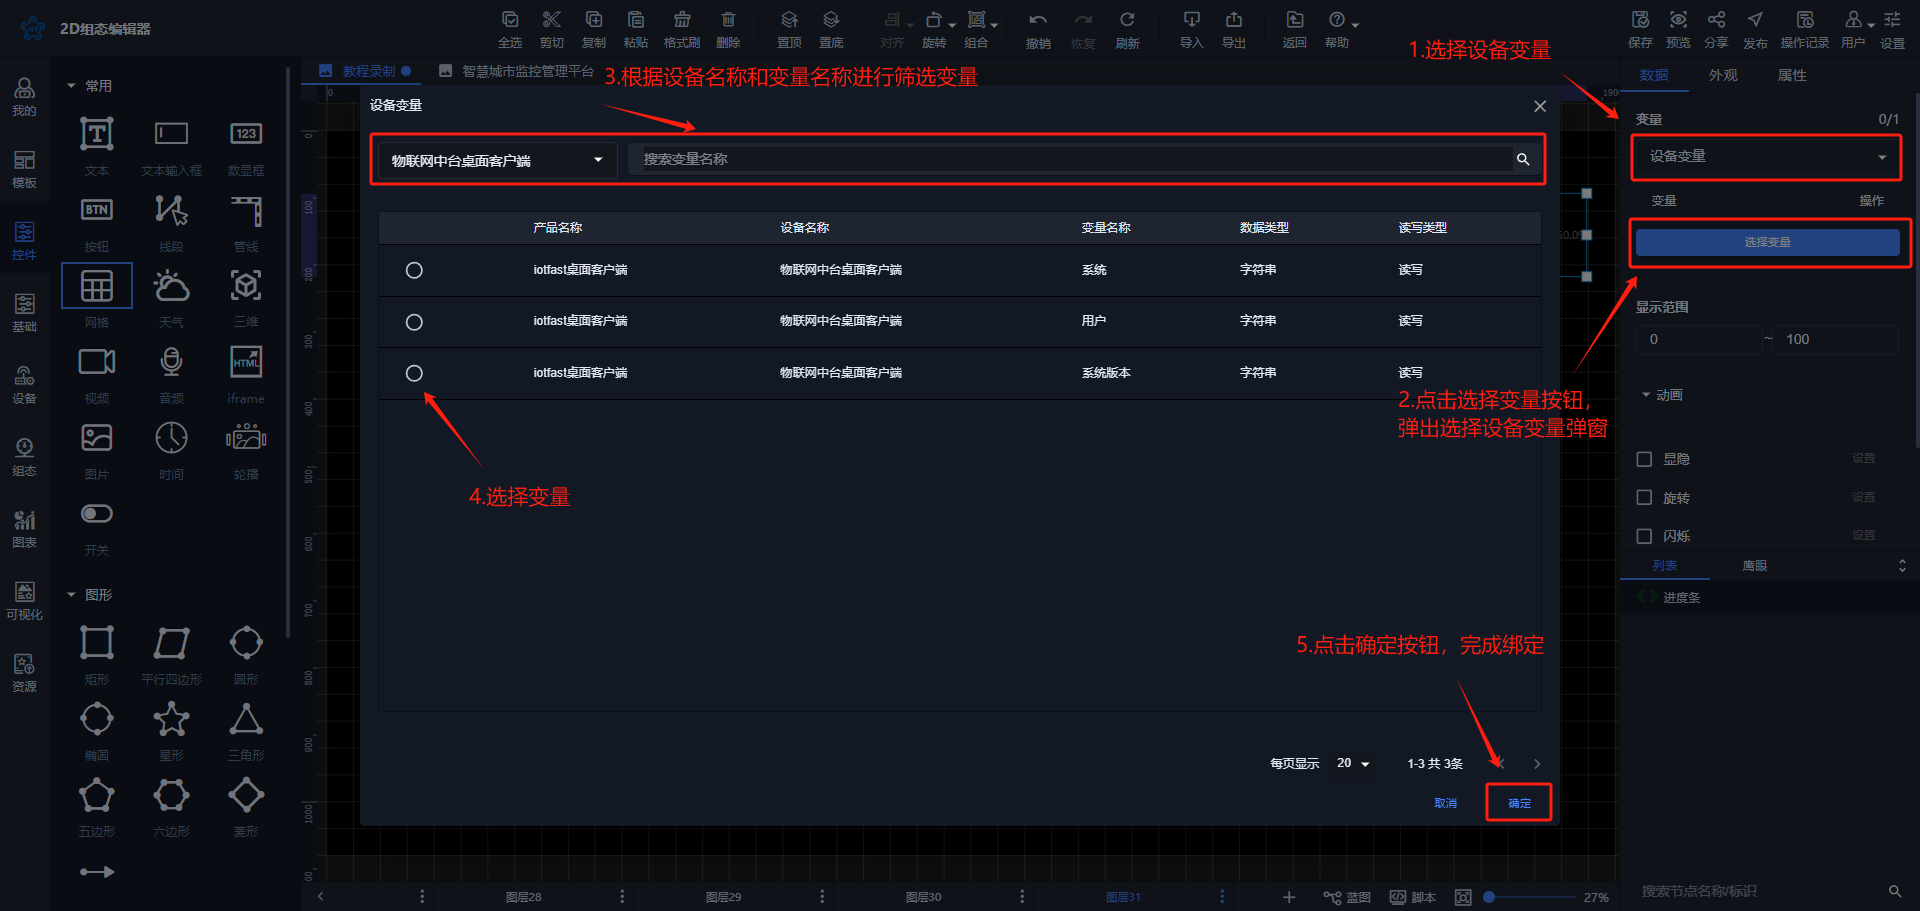 2D组态编辑器
全选 剪切 复制 粘贴 格式刷 删除 置顶 置底 对齐 旋转 组合 撤销 恢复 刷新 导入 导出 返回 帮助 保存 预览 分享 发布 操作记录 用户 设置
1.选择设备变量
教程录制 智慧城市监控管理平台
3.根据设备名称和变量名称进行筛选变量
数据 外观 属性
我的
模板
控件
基础
设备
组态
图表
可视化
资源
常用
文本 文本输入框 数显框
按钮 线段 管线
网格 天气 三维
视频 音频 iframe
图片 时间 轮播
开关
图形
矩形 平行四边形 圆形
椭圆 星形 三角形
五边形 六边形 菱形
T
123
BTN
HTML
0
1900
0
100
200
300
400
500
600
700
800
900
1000
设备变量
物联网中台桌面客户端 搜索变量名称
产品名称 设备名称 变量名称 数据类型 读写类型
iotfast桌面客户端 物联网中台桌面客户端 系统 字符串 读写
iotfast桌面客户端 物联网中台桌面客户端 用户 字符串 读写
iotfast桌面客户端 物联网中台桌面客户端 系统版本 字符串 读写
4.选择变量
2.点击选择变量按钮，
弹出选择设备变量弹窗
5.点击确定按钮，完成绑定
每页显示 20 1-3 共 3条
取消 确定
变量 0/1
设备变量
变量 操作
选择变量
显示范围
0 ~ 100
动画
显隐 设置
旋转 设置
闪烁 设置
列表 鹰眼
进度条
图层28 图层29 图层30 图层31 蓝图 脚本 27%
搜索节点名称/标识